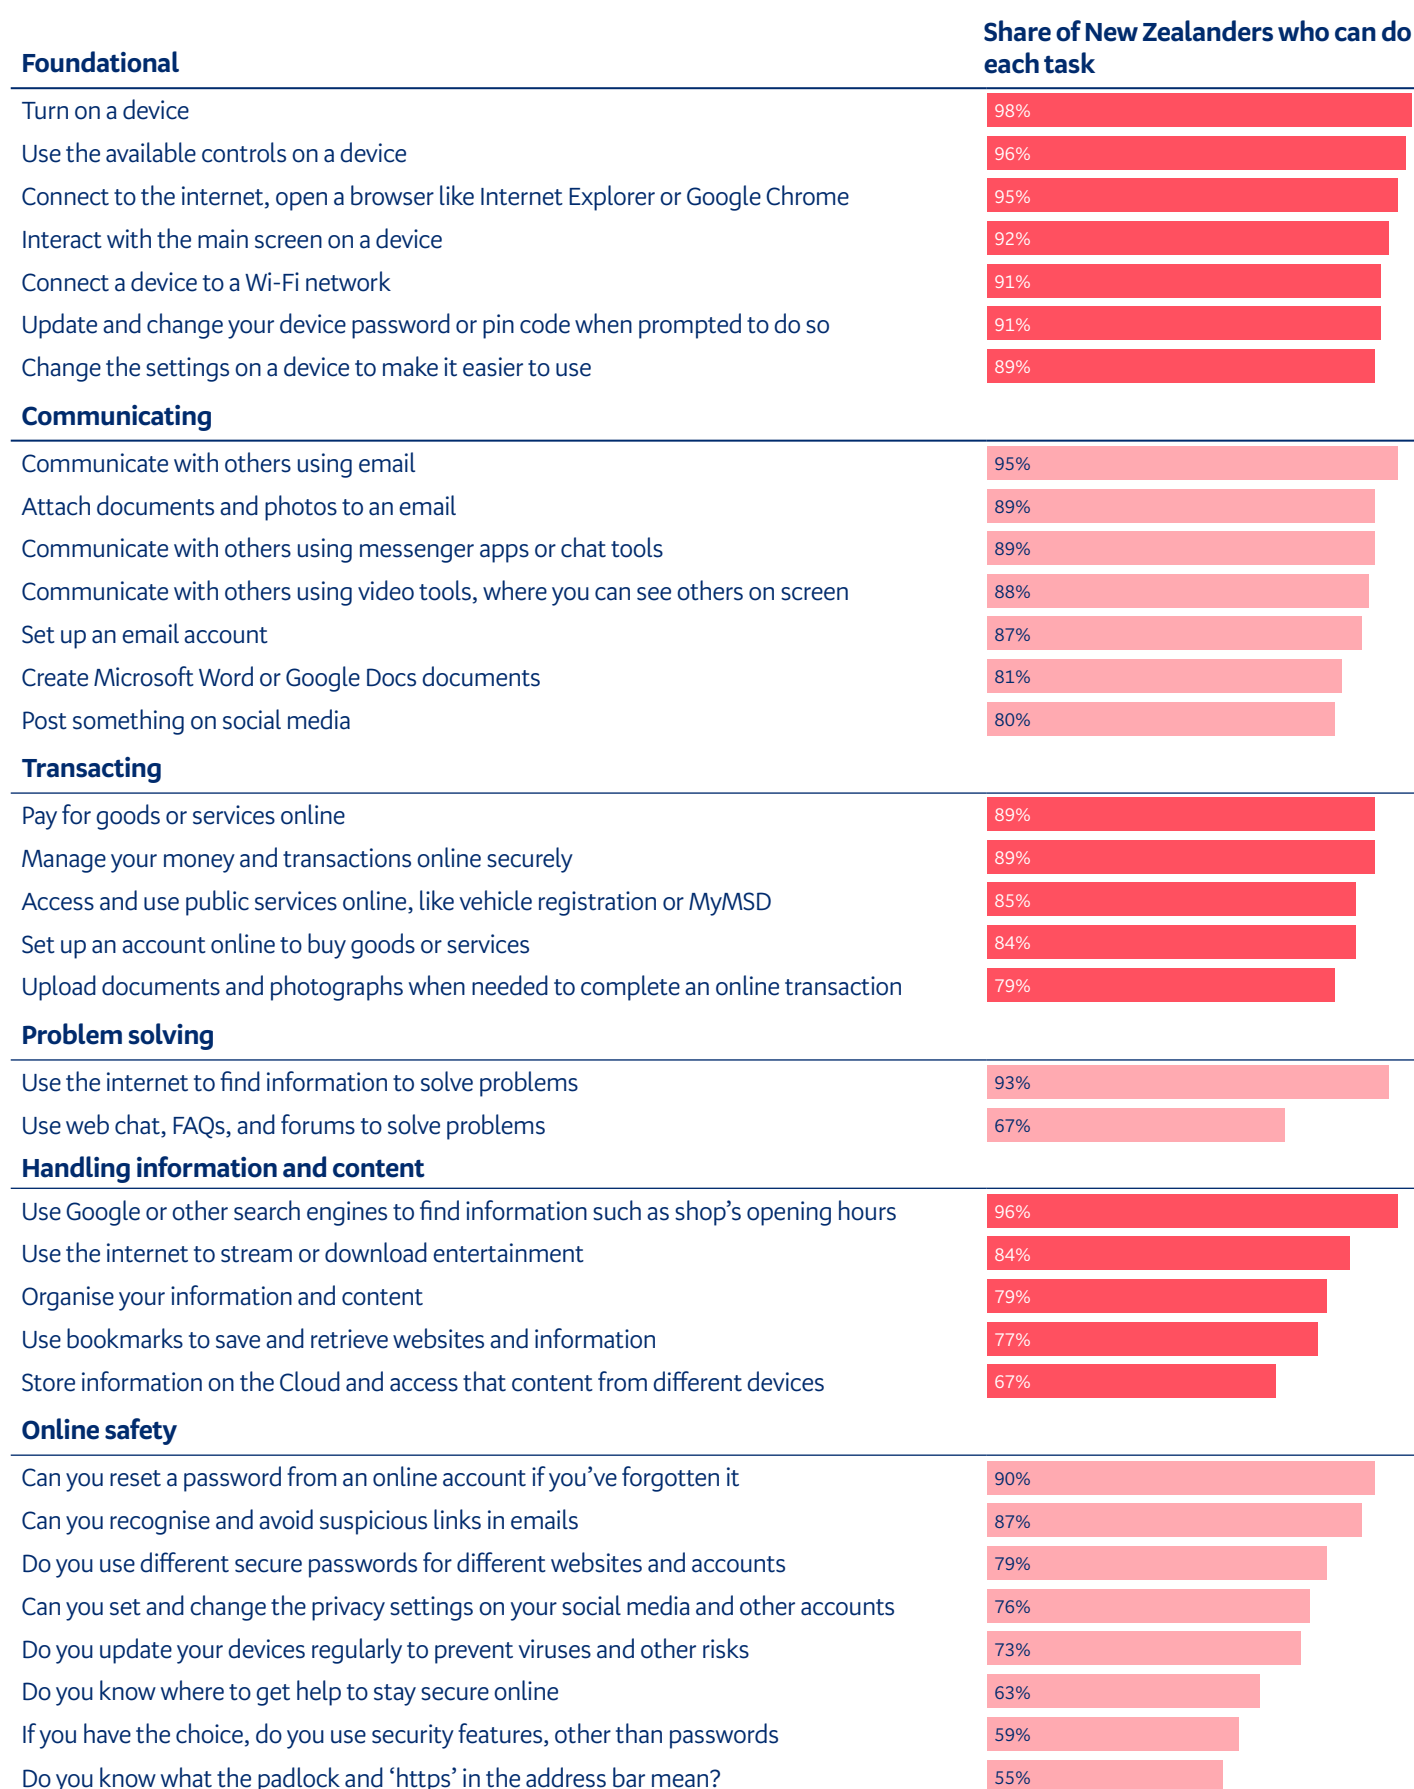 Share of New Zealanders who can do
each task
Foundational
Turn on a device 98%
Use the available controls on a device 96%
Connect to the internet, open a browser like Internet Explorer or Google Chrome 95%
Interact with the main screen on a device 92%
Connect a device to a Wi-Fi network 91%
Update and change your device password or pin code when prompted to do so 91%
Change the settings on a device to make it easier to use 89%
Communicating
Communicate with others using email 95%
Attach documents and photos to an email 89%
Communicate with others using messenger apps or chat tools 89%
Communicate with others using video tools, where you can see others on screen 88%
Set up an email account 87%
Create Microsoft Word or Google Docs documents 81%
Post something on social media 80%
Transacting
Pay for goods or services online 89%
Manage your money and transactions online securely 89%
Access and use public services online, like vehicle registration or MyMSD 85%
Set up an account online to buy goods or services 84%
Upload documents and photographs when needed to complete an online transaction 79%
Problem solving
Use the internet to find information to solve problems 93%
Use web chat, FAQs, and forums to solve problems 67%
Handling information and content
Use Google or other search engines to find information such as shop’s opening hours 96%
Use the internet to stream or download entertainment 84%
Organise your information and content 79%
Use bookmarks to save and retrieve websites and information 77%
Store information on the Cloud and access that content from different devices 67%
Online safety
Can you reset a password from an online account if you’ve forgotten it 90%
Can you recognise and avoid suspicious links in emails 87%
Do you use different secure passwords for different websites and accounts 79%
Can you set and change the privacy settings on your social media and other accounts 76%
Do you update your devices regularly to prevent viruses and other risks 73%
Do you know where to get help to stay secure online 63%
If you have the choice, do you use security features, other than passwords 59%
Do you know what the padlock and ‘https’ in the address bar mean? 55%